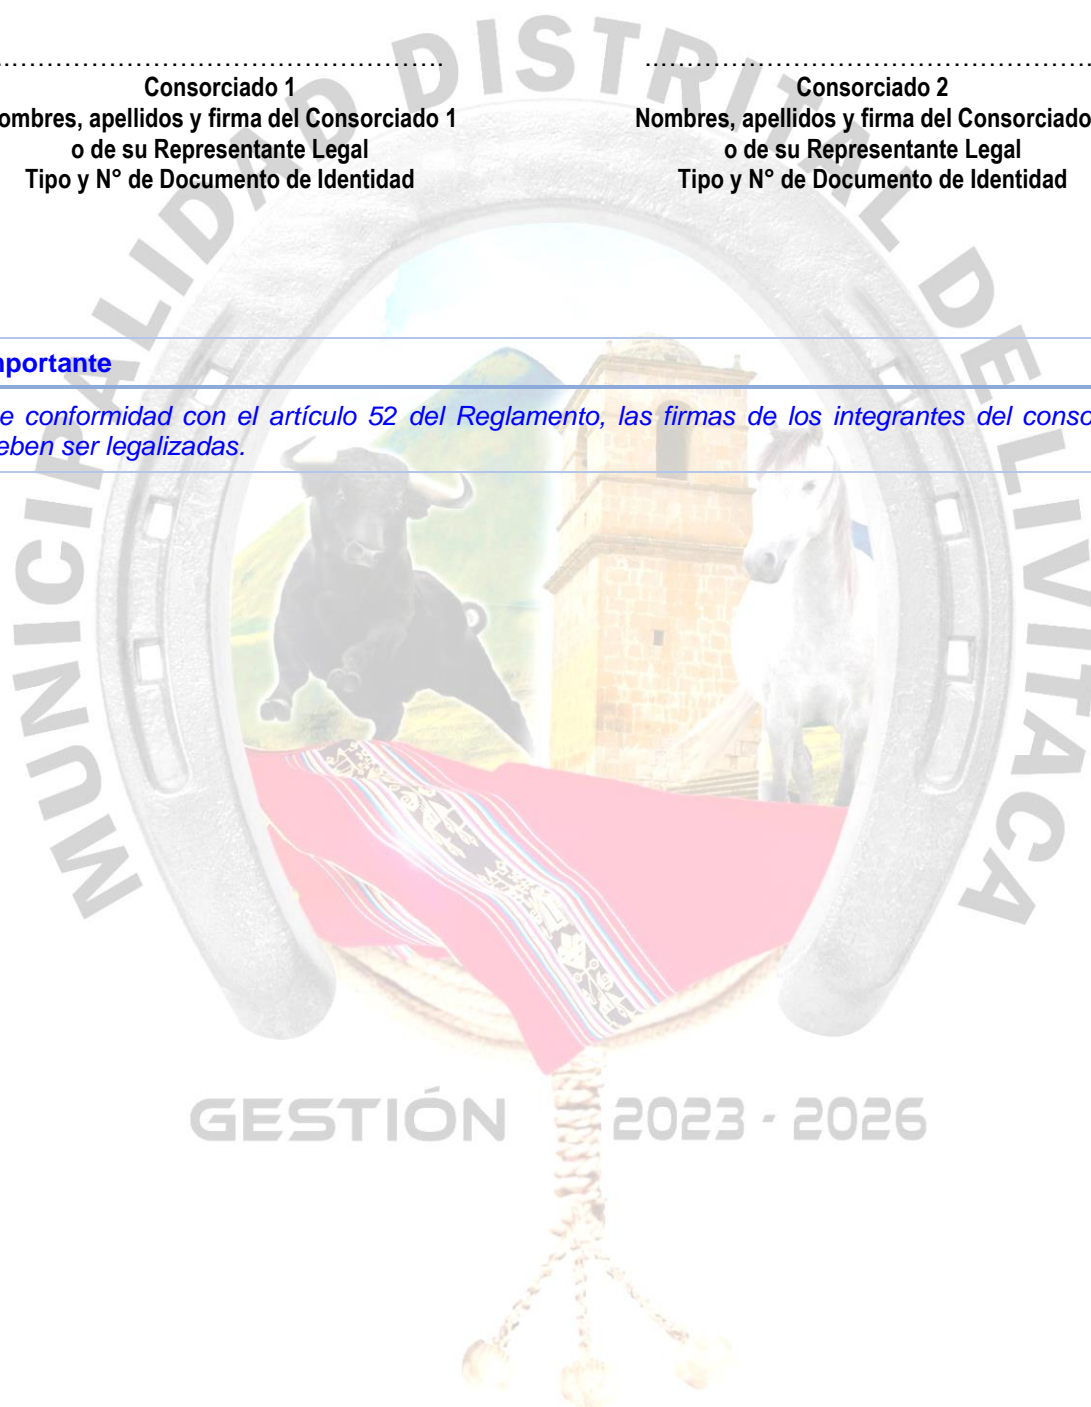 ……………………………………………… ………………………………………………
Consorciado 1 Consorciado 2
ombres, apellidos y firma del Consorciado 1 Nombres, apellidos y firma del Consorciado
o de su Representante Legal o de su Representante Legal
Tipo y N° de Documento de Identidad Tipo y N° de Documento de Identidad
mportante
e conformidad con el artículo 52 del Reglamento, las firmas de los integrantes del conso
eben ser legalizadas.
MUNICIPALIDAD DISTRITAL DE LIVITACA
GESTIÓN 2023 - 2026